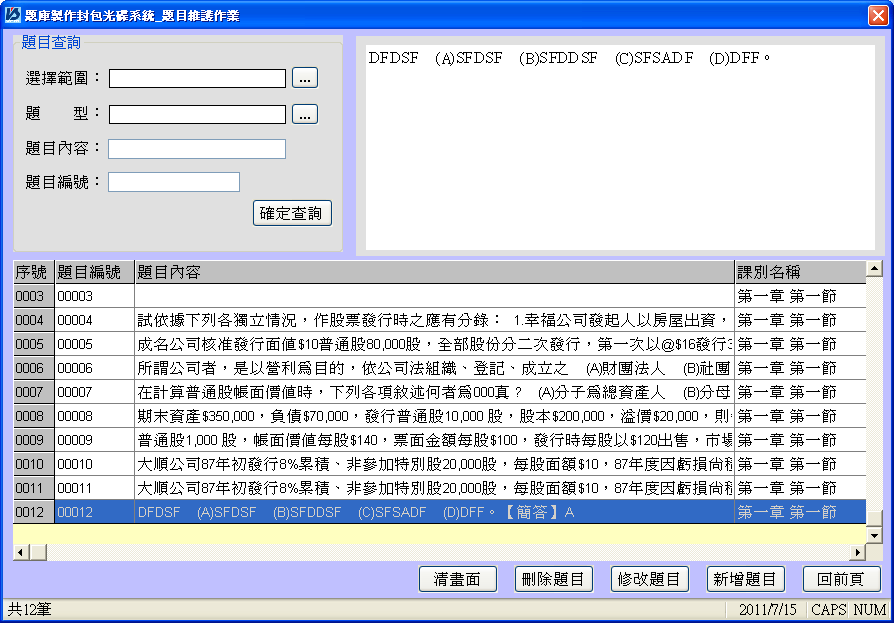 題庫製作封包光碟系統_題目維護作業
題目查詢
選擇範圍：
...
題　　型：
...
題目內容：
題目編號：
確定查詢
DFDSF　(A)SFDSF　(B)SFDDSF　(C)SFSADF　(D)DFF。
序號 題目編號 題目內容 課別名稱
0003 00003 第一章 第一節
0004 00004 試依據下列各獨立情況，作股票發行時之應有分錄： 1.幸福公司發起人以房屋出資， 第一章 第一節
0005 00005 成名公司核准發行面值$10普通股80,000股，全部股份分二次發行，第一次以@$16發行 第一章 第一節
0006 00006 所謂公司者，是以營利為目的，依公司法組織、登記、成立之　(A)財團法人　(B)社團 第一章 第一節
0007 00007 在計算普通股帳面價值時，下列各項敘述何者為000真？　(A)分子為總資產人　(B)分母 第一章 第一節
0008 00008 期末資產$350,000，負債$70,000，發行普通股10,000 股，股本$200,000，溢價$20,000，則 第一章 第一節
0009 00009 普通股1,000 股，帳面價值每股$140，票面金額每股$100，發行時每股以$120出售，市場 第一章 第一節
0010 00010 大順公司87年初發行8%累積、非參加特別股20,000股，每股面額$10，87年度因虧損尚積 第一章 第一節
0011 00011 大順公司87年初發行8%累積、非參加特別股20,000股，每股面額$10，87年度因虧損尚積 第一章 第一節
0012 00012 DFDSF　(A)SFDSF　(B)SFDDSF　(C)SFSADF　(D)DFF。【簡答】A 第一章 第一節
清畫面 刪除題目 修改題目 新增題目 回前頁
共12筆 2011/7/15 CAPS NUM